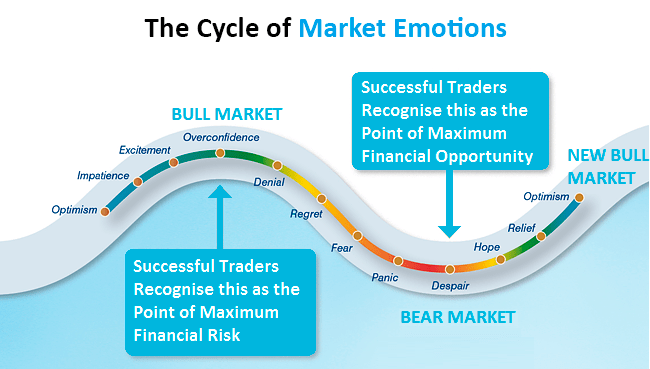 The Cycle of Market Emotions
BULL MARKET
Successful Traders
Recognise this as the
Point of Maximum
Financial Opportunity
NEW BULL
MARKET
Optimism
Impatience
Excitement
Overconfidence
Denial
Regret
Fear
Panic
Despair
Hope
Relief
Optimism
Successful Traders
Recognise this as the
Point of Maximum
Financial Risk
BEAR MARKET